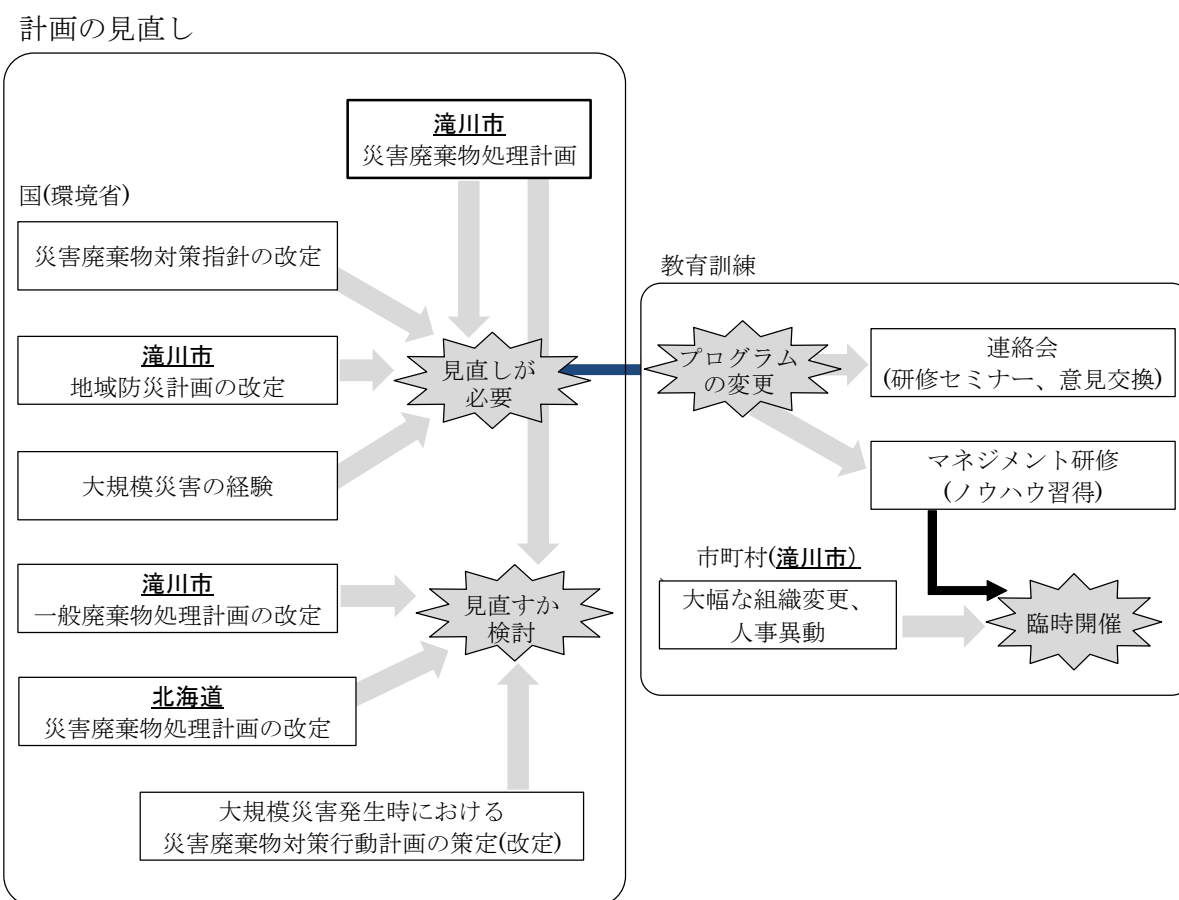 計画の見直し
滝川市
災害廃棄物処理計画
国(環境省)
災害廃棄物対策指針の改定
滝川市
地域防災計画の改定
大規模災害の経験
見直しが
必要
滝川市
一般廃棄物処理計画の改定
北海道
災害廃棄物処理計画の改定
見直すか
検討
大規模災害発生時における
災害廃棄物対策行動計画の策定(改定)
教育訓練
プログラム
の変更
連絡会
(研修セミナー、意見交換)
マネジメント研修
(ノウハウ習得)
市町村(滝川市)
大幅な組織変更、
人事異動
臨時開催